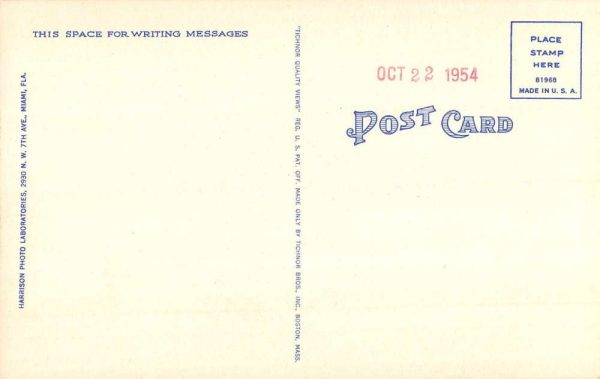 THIS SPACE FOR WRITING MESSAGES
HARRISON PHOTO LABORATORIES, 2930 N. W. 7TH AVE., MIAMI, FLA.
"TICHNOR QUALITY VIEWS" REG. U. S. PAT. OFF. MADE ONLY BY TICHNOR BROS., INC., BOSTON, MASS.
OCT 22 1954
POST CARD
PLACE
STAMP
HERE
81968
MADE IN U. S. A.